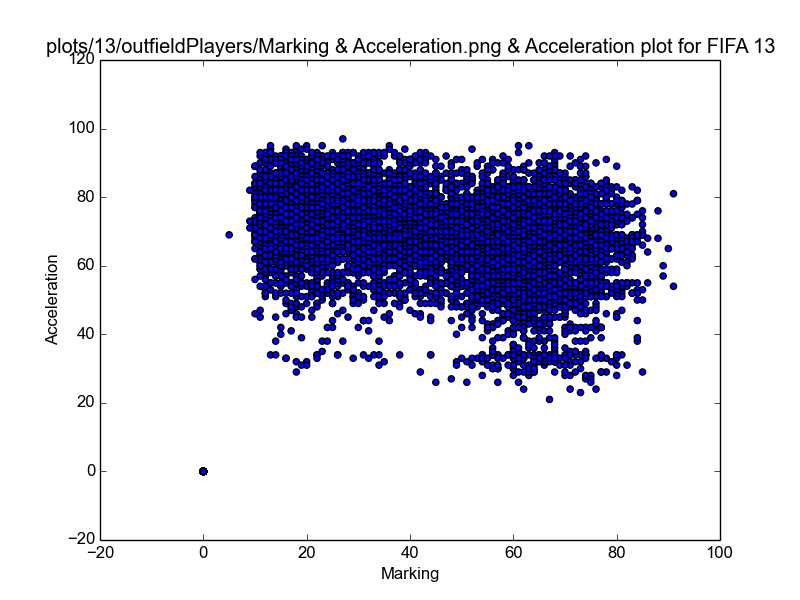 plots/13/outfieldPlayers/Marking & Acceleration.png & Acceleration plot for FIFA 13
120
100
80
60
40
20
0
−20
Acceleration
−20 0 20 40 60 80 100
Marking